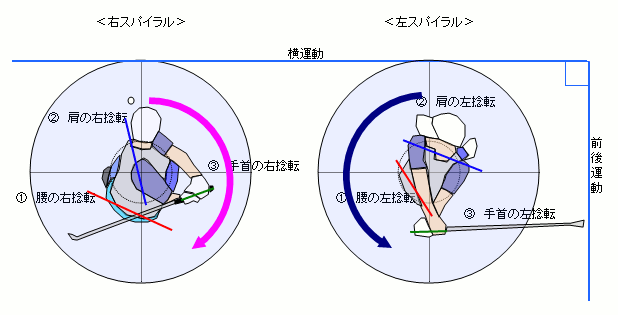 ＜右スパイラル＞
＜左スパイラル＞
横運動
② 肩の右捻転
② 肩の左捻転
③ 手首の右捻転
① 腰の右捻転
① 腰の左捻転
③ 手首の左捻転
前後運動